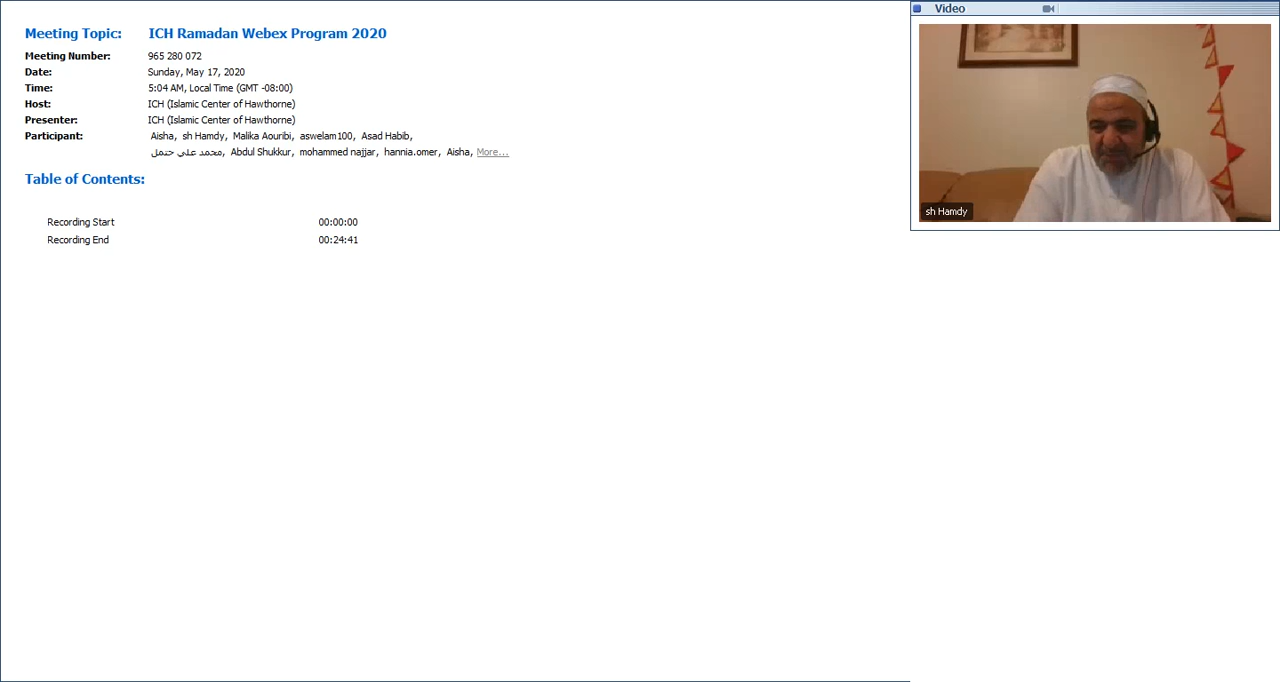 Meeting Topic: ICH Ramadan Webex Program 2020
Meeting Number: 965 280 072
Date: Sunday, May 17, 2020
Time: 5:04 AM, Local Time (GMT -08:00)
Host: ICH (Islamic Center of Hawthorne)
Presenter: ICH (Islamic Center of Hawthorne)
Participant: Aisha, sh Hamdy, Malika Aouribi, aswelam100, Asad Habib,
محمد علي حتمل, Abdul Shukkur, mohammed najjar, hannia.omer, Aisha, More...
Table of Contents:
Recording Start 00:00:00
Recording End 00:24:41
Video
sh Hamdy